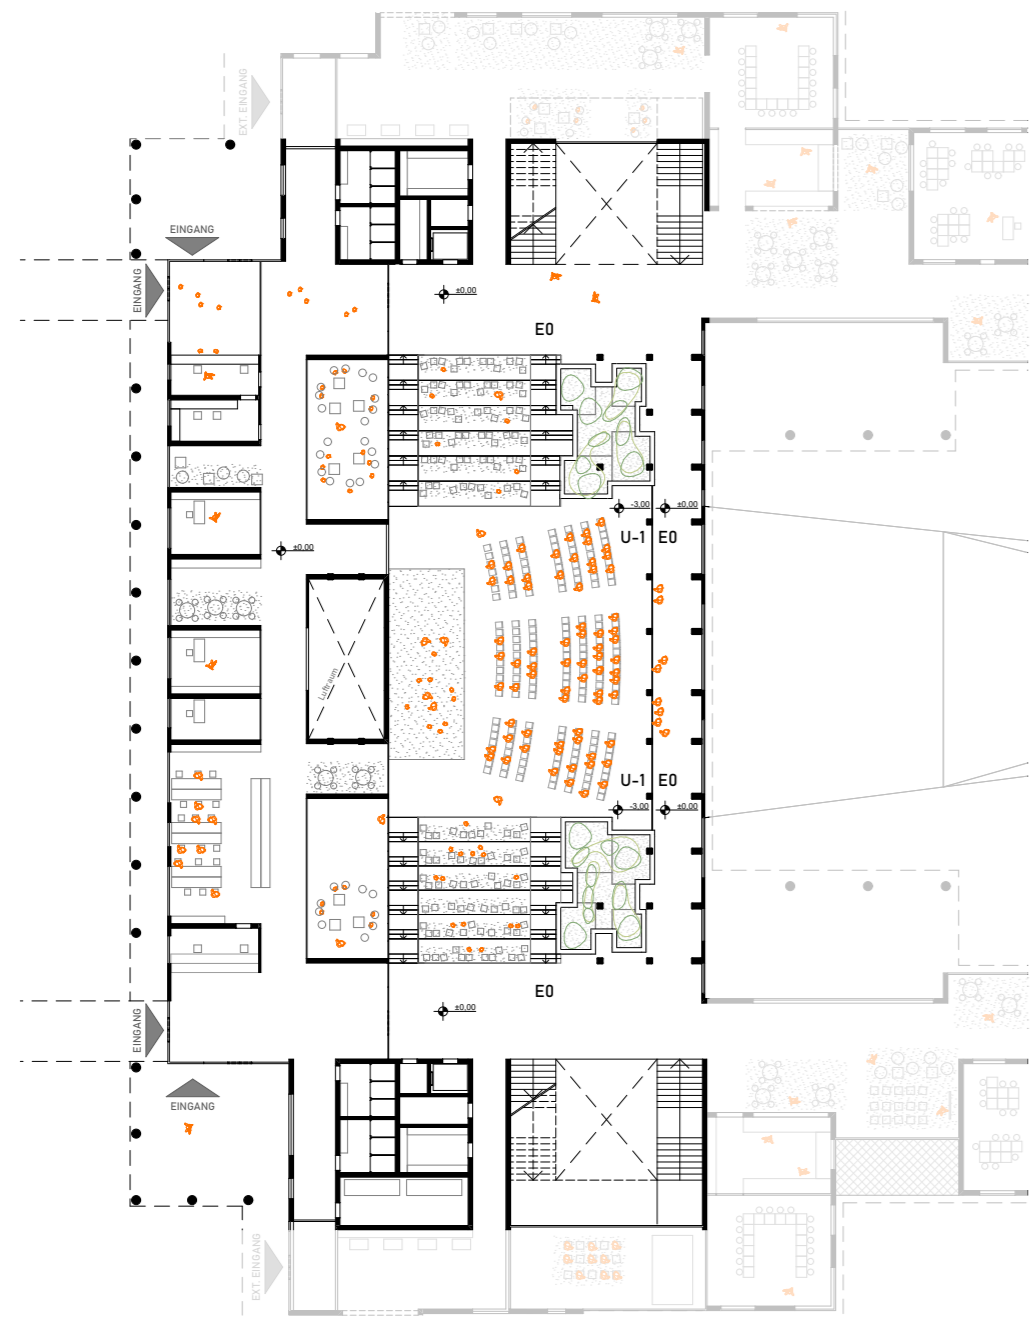 EXT. EINGANG
EINGANG
EINGANG
±0,00
E0
-3,00
±0,00
U-1
E0
±0,00
Luftraum
U-1
E0
-3,00
±0,00
E0
±0,00
EINGANG
EINGANG
EXT. EINGANG